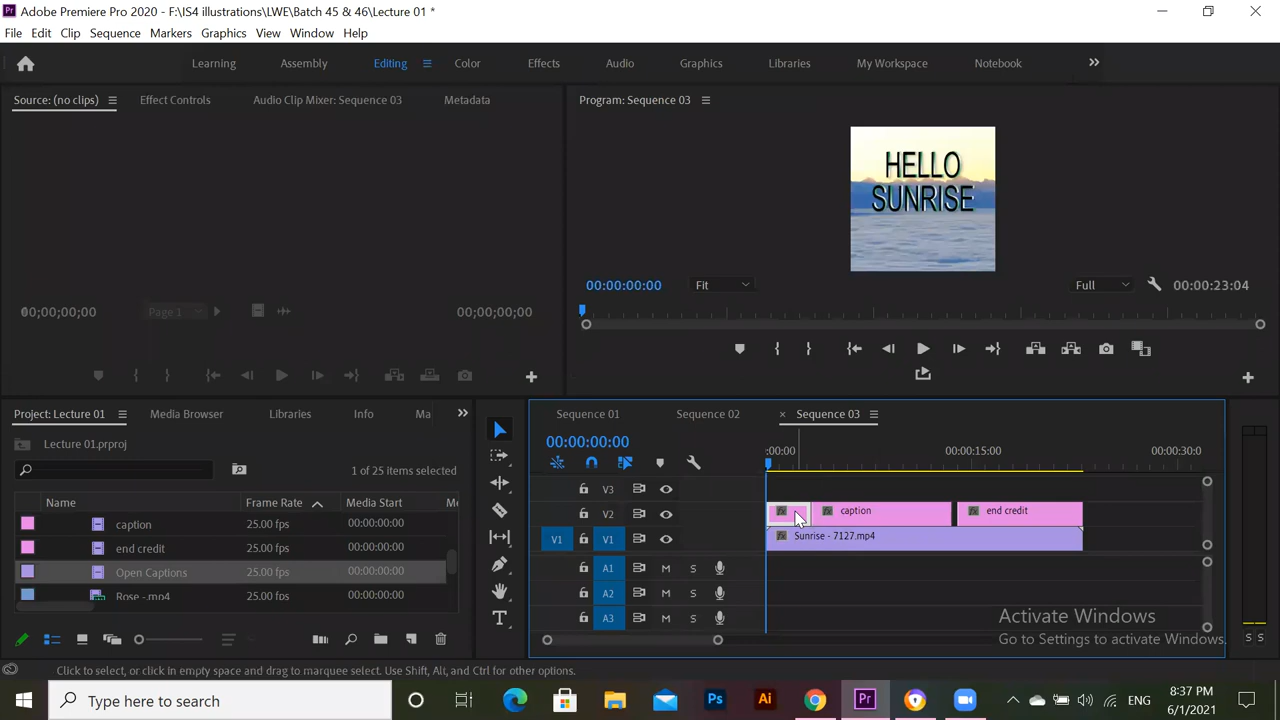 Adobe Premiere Pro 2020 - F:\IS4 illustrations\LWE\Batch 45 & 46\Lecture 01 *
File Edit Clip Sequence Markers Graphics View Window Help
Learning Assembly Editing Color Effects Audio Graphics Libraries My Workspace Notebook
Source: (no clips) Effect Controls Audio Clip Mixer: Sequence 03 Metadata
Program: Sequence 03
HELLO
SUNRISE
00:00:00:00 Fit Full 00:00:23:04
00;00;00;00 Page 1 00;00;00;00
Project: Lecture 01 Media Browser Libraries Info Ma
Lecture 01.prproj
1 of 25 items selected
Name Frame Rate Media Start
caption 25.00 fps 00:00:00:00
end credit 25.00 fps 00:00:00:00
Open Captions 25.00 fps 00:00:00:00
Rose -.mp4 25.00 fps 00:00:00:00
Sequence 01 Sequence 02 × Sequence 03
00:00:00:00
:00:00 00:00:15:00 00:00:30:0
V3
V2 fx fx caption fx end credit
V1 V1 fx Sunrise - 7127.mp4
A1 M S
A2 M S
A3 M S
S S
Activate Windows
Go to Settings to activate Windows.
Click to select, or click in empty space and drag to marquee select. Use Shift, Alt, and Ctrl for other options.
Type here to search
Ps Ai Pr
ENG
8:37 PM
6/1/2021